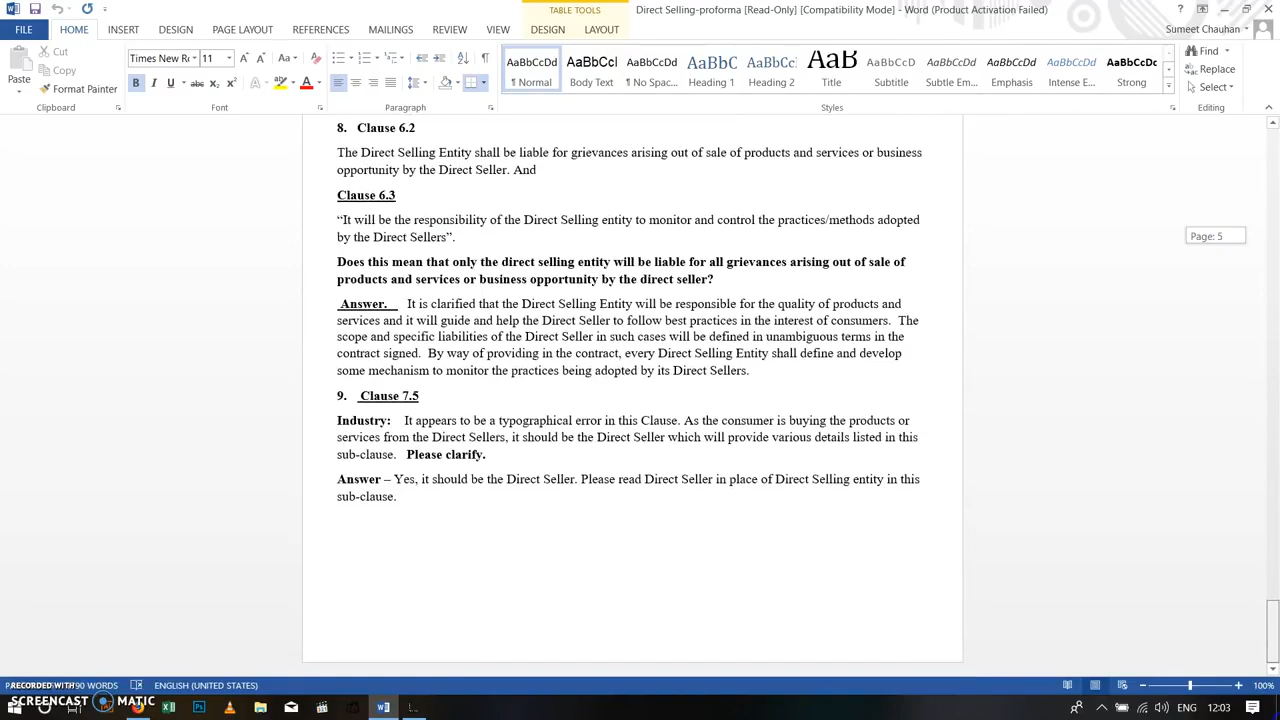 Direct Selling-proforma [Read-Only] [Compatibility Mode] - Word (Product Activation Failed)
TABLE TOOLS
FILE HOME INSERT DESIGN PAGE LAYOUT REFERENCES MAILINGS REVIEW VIEW DESIGN LAYOUT Sumeet Chauhan
Paste
Cut
Copy
Format Painter
Clipboard
Times New Ro 11
Font
Paragraph
AaBbCcDd AaBbCcl AaBbCcDd AaBbC AaBbCc AaB AaBbCcD AaBbCcDd AaBbCcDd AaBbCcDd AaBbCcDc
¶ Normal Body Text ¶ No Spac... Heading 1 Heading 2 Title Subtitle Subtle Em... Emphasis Intense E... Strong
Styles
Find
Replace
Select
Editing
8. Clause 6.2
The Direct Selling Entity shall be liable for grievances arising out of sale of products and services or business
opportunity by the Direct Seller. And
Clause 6.3
“It will be the responsibility of the Direct Selling entity to monitor and control the practices/methods adopted
by the Direct Sellers”.
Page: 5
Does this mean that only the direct selling entity will be liable for all grievances arising out of sale of
products and services or business opportunity by the direct seller?
Answer. It is clarified that the Direct Selling Entity will be responsible for the quality of products and
services and it will guide and help the Direct Seller to follow best practices in the interest of consumers. The
scope and specific liabilities of the Direct Seller in such cases will be defined in unambiguous terms in the
contract signed. By way of providing in the contract, every Direct Selling Entity shall define and develop
some mechanism to monitor the practices being adopted by its Direct Sellers.
9. Clause 7.5
Industry: It appears to be a typographical error in this Clause. As the consumer is buying the products or
services from the Direct Sellers, it should be the Direct Seller which will provide various details listed in this
sub-clause. Please clarify.
Answer – Yes, it should be the Direct Seller. Please read Direct Seller in place of Direct Selling entity in this
sub-clause.
90 WORDS ENGLISH (UNITED STATES) 100%
RECORDED WITH
SCREENCAST MATIC
ENG 12:03